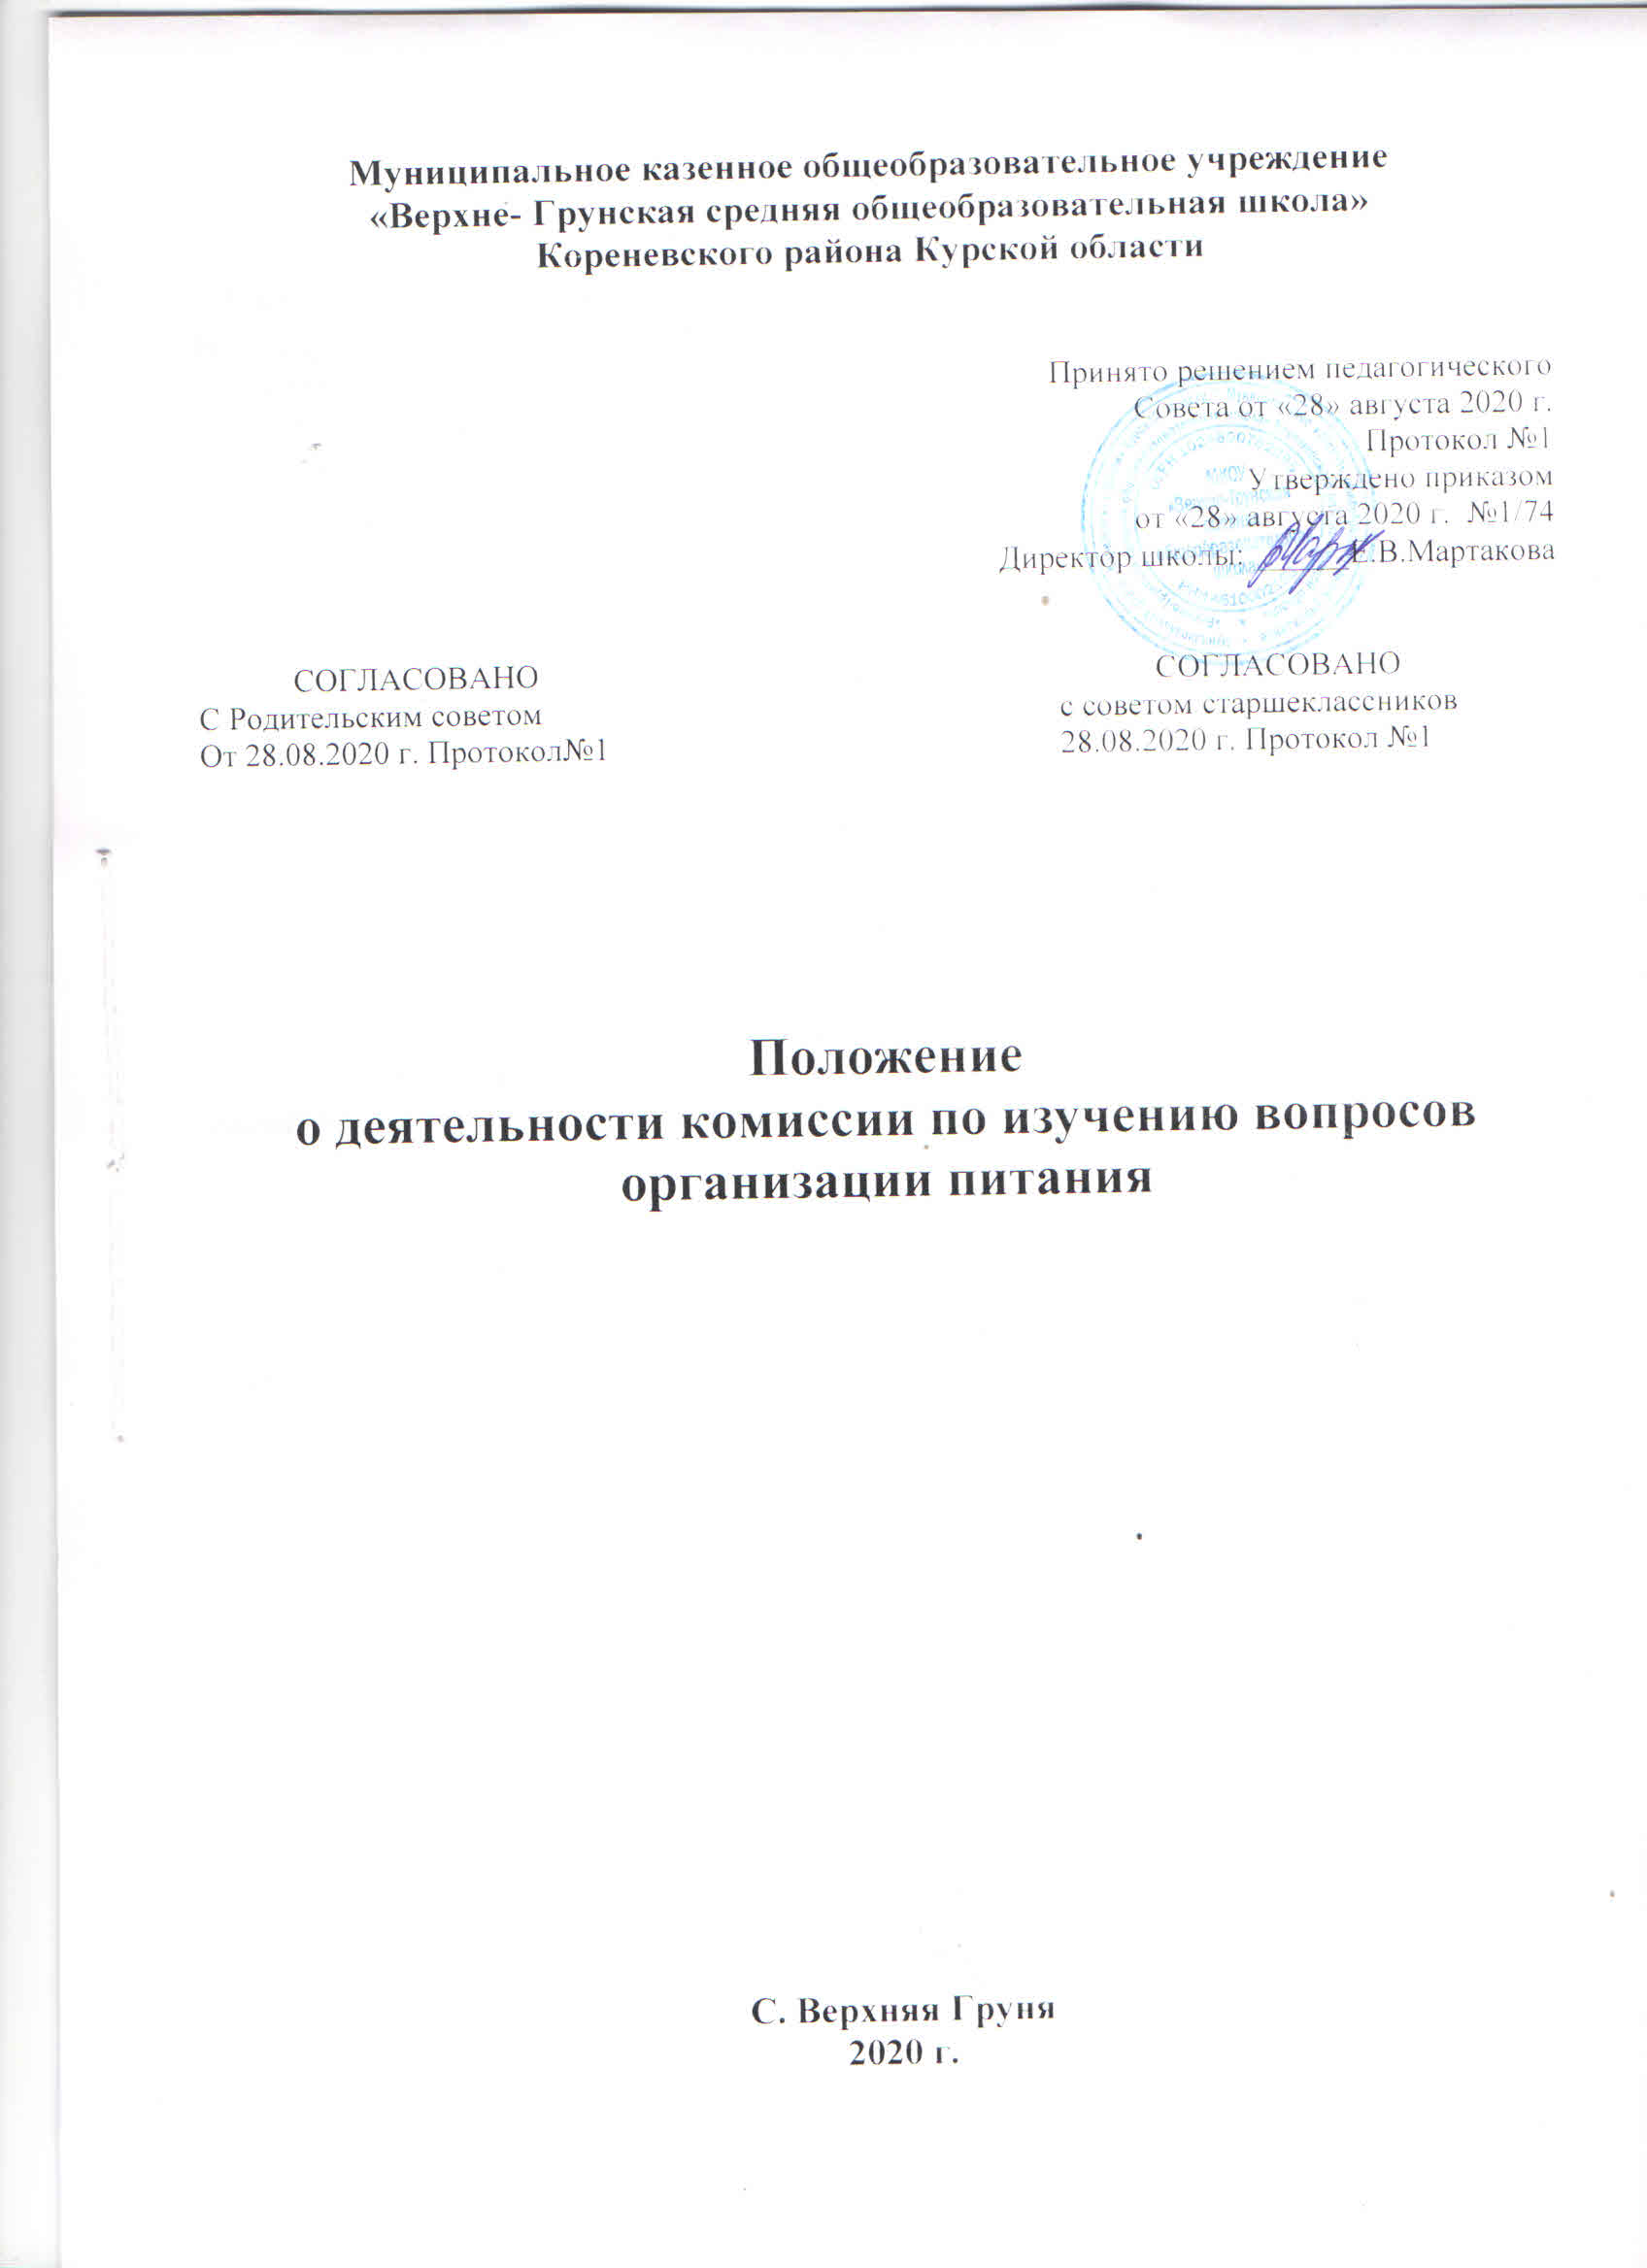 Муниципальное казенное общеобразовательное учреждение
«Верхне- Грунская средняя общеобразовательная школа»
Кореневского района Курской области
Принято решением педагогического
Совета от «28» августа 2020 г.
Протокол №1
Утверждено приказом
от «28» августа 2020 г. №1/74
Директор школы: Е.В.Мартакова
СОГЛАСОВАНО
С Родительским советом
От 28.08.2020 г. Протокол№1
СОГЛАСОВАНО
с советом старшеклассников
28.08.2020 г. Протокол №1
Положение
о деятельности комиссии по изучению вопросов
организации питания
С. Верхняя Груня
2020 г.